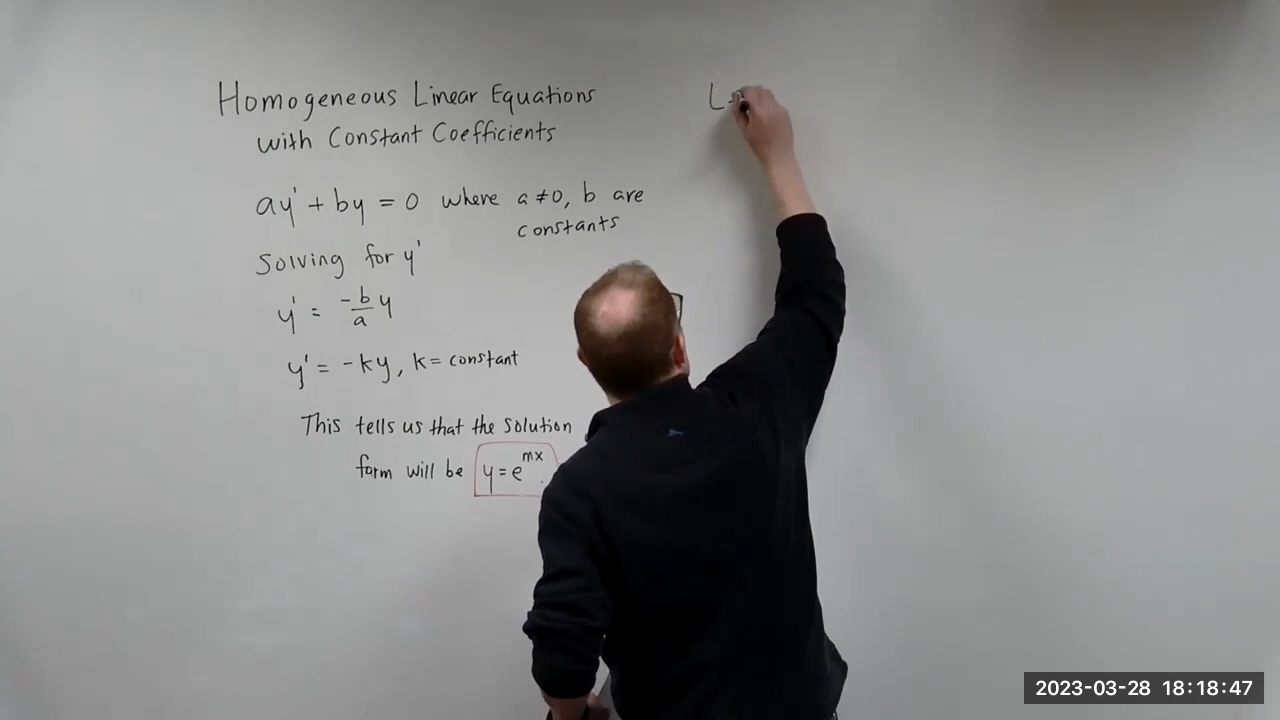 Homogeneous Linear Equations
with Constant Coefficients
ay' + by = 0 where a ≠ 0, b are
constants
Solving for y'
y' = -b/a y
y' = -ky, k = constant
This tells us that the solution
form will be y = e^mx.
2023-03-28 18:18:47